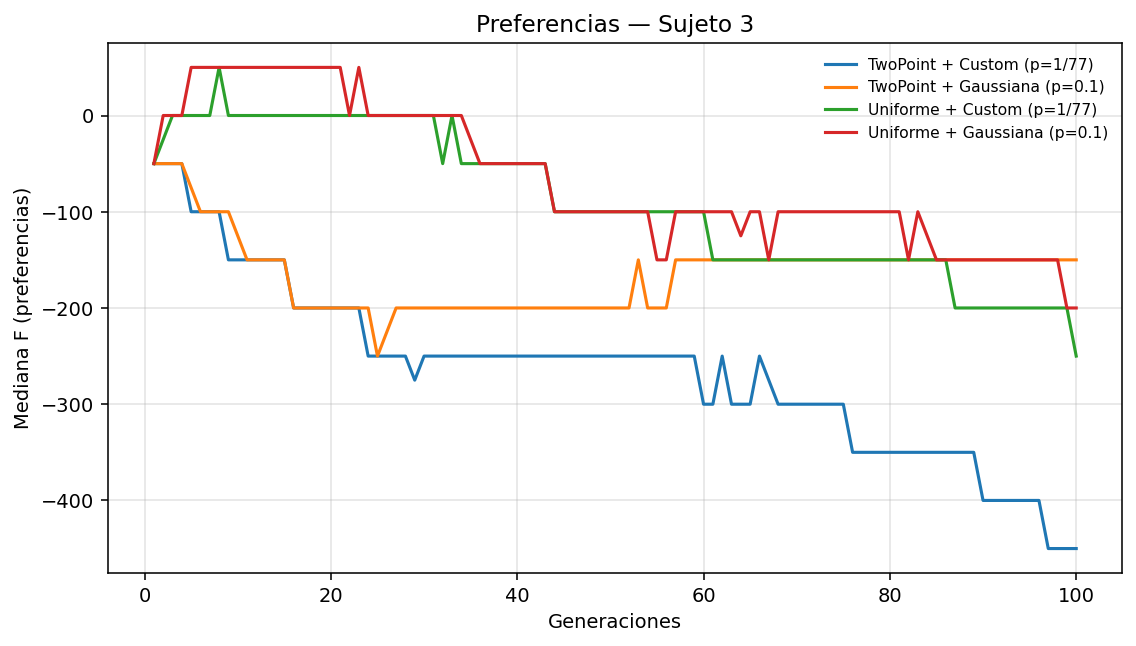 Preferencias — Sujeto 3
TwoPoint + Custom (p=1/77)
TwoPoint + Gaussiana (p=0.1)
Uniforme + Custom (p=1/77)
Uniforme + Gaussiana (p=0.1)
Mediana F (preferencias)
0
−100
−200
−300
−400
0 20 40 60 80 100
Generaciones